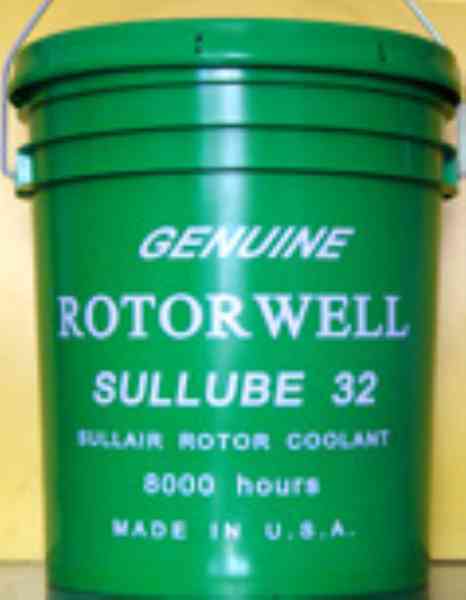 GENUINE
ROTORWELL
SULLUBE 32
SULLAIR ROTOR COOLANT
8000 hours
MADE IN U.S.A.